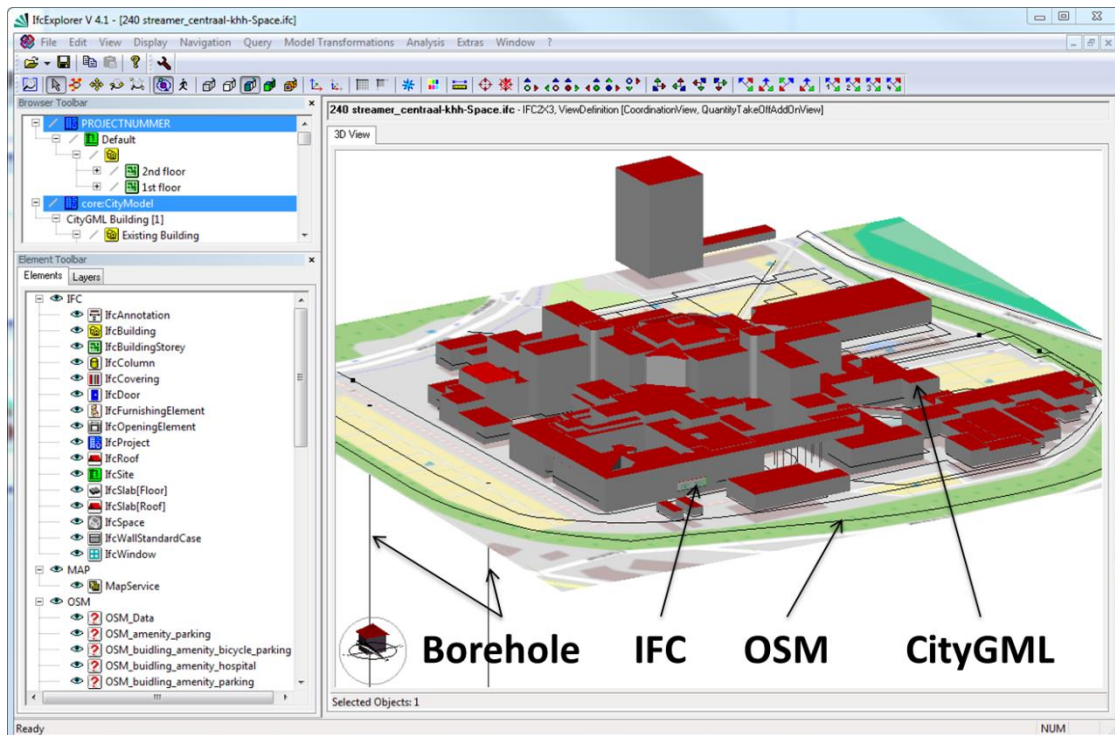 IfcExplorer V 4.1 - [240 streamer_centraal-khh-Space.ifc]
File Edit View Display Navigation Query Model Transformations Analysis Extras Window ?
Browser Toolbar
PROJECTNUMMER
Default
2nd floor
1st floor
core:CityModel
CityGML Building [1]
Existing Building
Element Toolbar
Elements Layers
IFC
IfcAnnotation
IfcBuilding
IfcBuildingStorey
IfcColumn
IfcCovering
IfcDoor
IfcFurnishingElement
IfcOpeningElement
IfcProject
IfcRoof
IfcSite
IfcSlab[Floor]
IfcSlab[Roof]
IfcSpace
IfcWallStandardCase
IfcWindow
MAP
MapService
OSM
OSM_Data
OSM_amenity_parking
OSM_buidling_amenity_bicycle_parking
OSM_buidling_amenity_hospital
OSM_buidling_amenity_parking
240 streamer_centraal-khh-Space.ifc - IFC2X3, ViewDefinition [CoordinationView, QuantityTakeOffAddOnView]
3D View
Borehole IFC OSM CityGML
Selected Objects: 1
Ready NUM